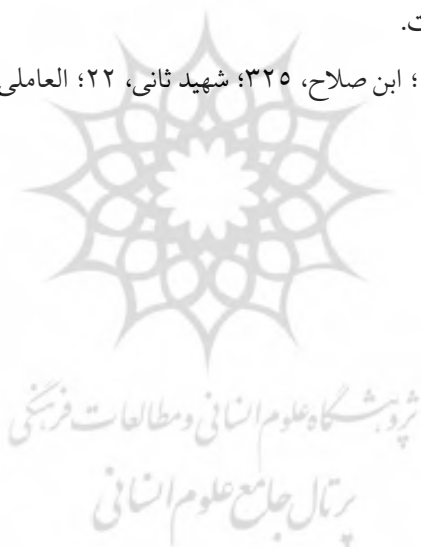 ت.
؛ ابن صلاح، ۳۲۵؛ شهید ثانی، ۲۲؛ العاملی
پژوهشگاه علوم انسانی و مطالعات فرهنگی
پرتال جامع علوم انسانی